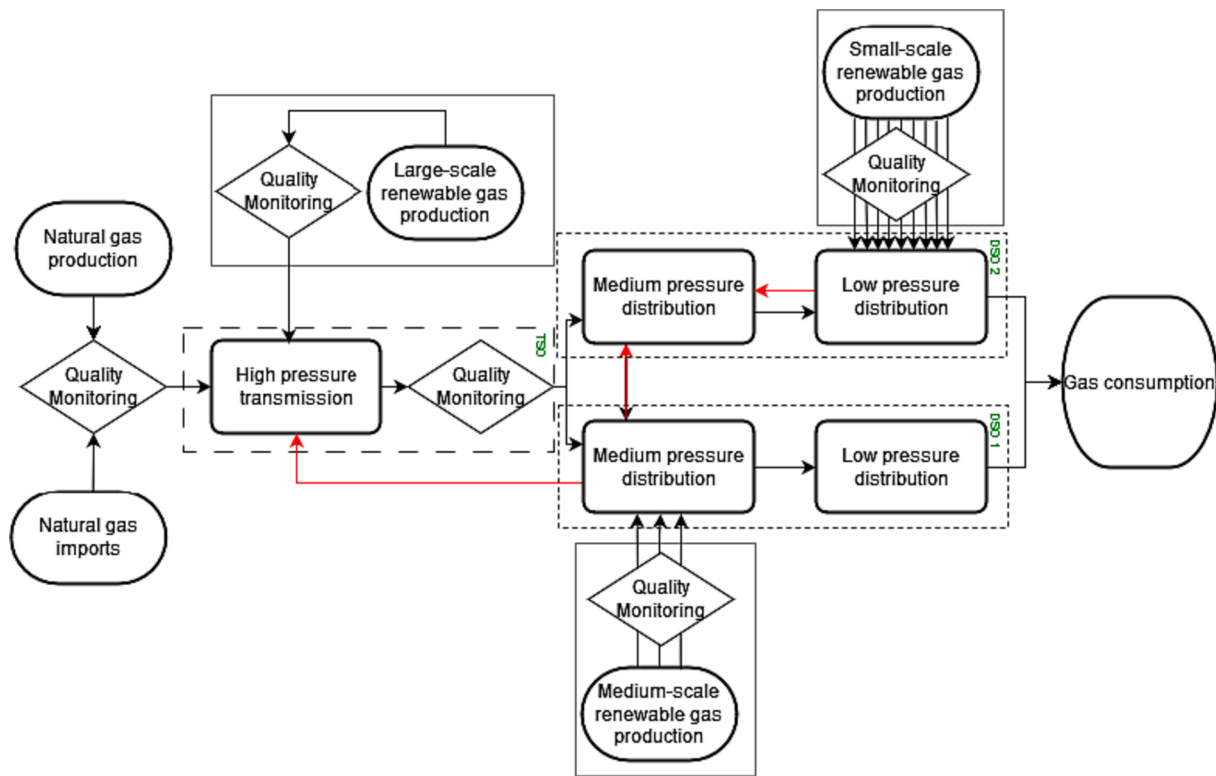 Small-scale
renewable gas
production
Quality
Monitoring
Quality
Monitoring
Large-scale
renewable gas
production
Natural gas
production
Quality
Monitoring
Natural gas
imports
TSO
High pressure
transmission
Quality
Monitoring
DSO 2
Medium pressure
distribution
Low pressure
distribution
DSO 1
Medium pressure
distribution
Low pressure
distribution
Gas consumption
Quality
Monitoring
Medium-scale
renewable gas
production